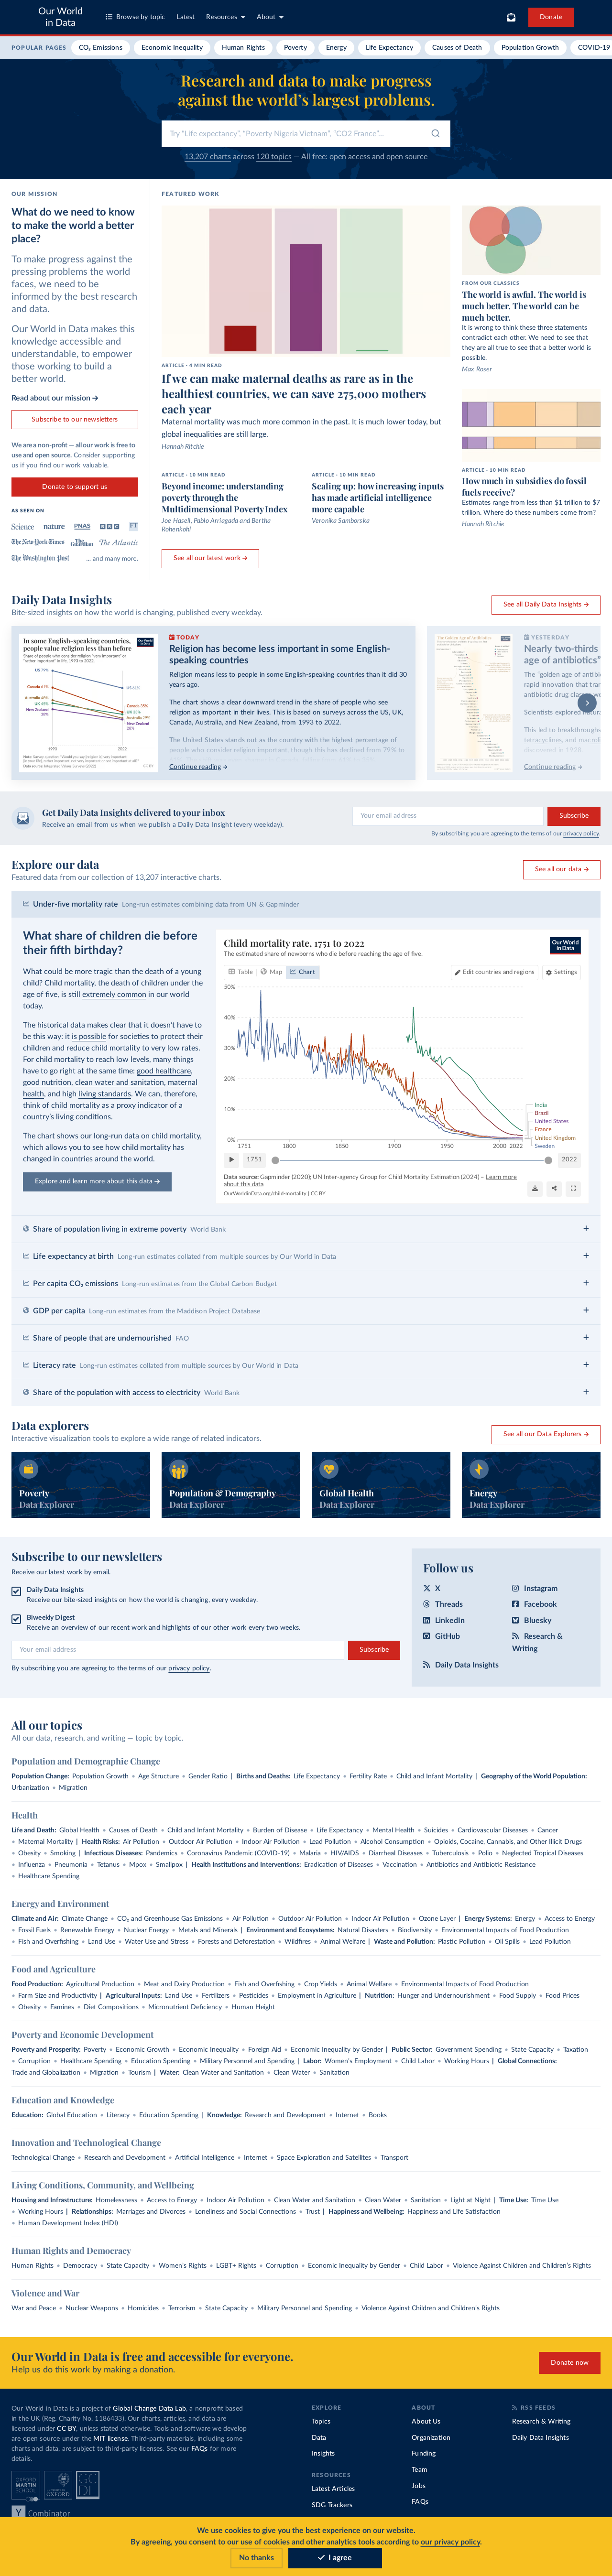 Our World
in Data
Browse by topic
Latest
Resources
About
Donate
POPULAR PAGES
CO₂ Emissions
Economic Inequality
Human Rights
Poverty
Energy
Life Expectancy
Causes of Death
Population Growth
COVID-19
Research and data to make progress
against the world's largest problems.
Try "Life expectancy", "Poverty Nigeria Vietnam", "CO2 France"...
13,207 charts across 120 topics — All free: open access and open source
OUR MISSION
What do we need to know
to make the world a better
place?
To make progress against the
pressing problems the world
faces, we need to be
informed by the best research
and data.
Our World in Data makes this
knowledge accessible and
understandable, to empower
those working to build a
better world.
Read about our mission →
Subscribe to our newsletters
We are a non-profit — all our work is free to
use and open source. Consider supporting
us if you find our work valuable.
Donate to support us
AS SEEN ON
Science nature PNAS BBC FT
The New York Times The Guardian The Atlantic
The Washington Post ... and many more.
FEATURED WORK
ARTICLE - 4 MIN READ
If we can make maternal deaths as rare as in the
healthiest countries, we can save 275,000 mothers
each year
Maternal mortality was much more common in the past. It is much lower today, but
global inequalities are still large.
Hannah Ritchie
ARTICLE - 10 MIN READ
Beyond income: understanding
poverty through the
Multidimensional Poverty Index
Joe Hasell, Pablo Arriagada and Bertha
Rohenkohl
ARTICLE - 10 MIN READ
Scaling up: how increasing inputs
has made artificial intelligence
more capable
Veronika Samborska
See all our latest work →
FROM OUR CLASSICS
The world is awful. The world is
much better. The world can be
much better.
It is wrong to think these three statements
contradict each other. We need to see that
they are all true to see that a better world is
possible.
Max Roser
ARTICLE - 10 MIN READ
How much in subsidies do fossil
fuels receive?
Estimates range from less than $1 trillion to $7
trillion. Where do these numbers come from?
Hannah Ritchie
Daily Data Insights
Bite-sized insights on how the world is changing, published every weekday.
See all Daily Data Insights →
In some English-speaking countries,
people value religion less than before
TODAY
Religion has become less important in some English-
speaking countries
Religion means less to people in some English-speaking countries than it did 30
years ago.
The chart shows a clear downward trend in the share of people who see
religion as important in their lives. This is based on surveys across the US, UK,
Canada, Australia, and New Zealand, from 1993 to 2022.
The United States stands out as the country with the highest percentage of
people who consider religion important, though this has declined from 79% to
Continue reading →
YESTERDAY
Nearly two-thirds
age of antibiotics"
Continue reading →
Get Daily Data Insights delivered to your inbox
Receive an email from us when we publish a Daily Data Insight (every weekday).
Your email address
Subscribe
By subscribing you are agreeing to the terms of our privacy policy.
Explore our data
Featured data from our collection of 13,207 interactive charts.
See all our data →
Under-five mortality rate Long-run estimates combining data from UN & Gapminder
What share of children die before
their fifth birthday?
What could be more tragic than the death of a young
child? Child mortality, the death of children under the
age of five, is still extremely common in our world
today.
The historical data makes clear that it doesn't have to
be this way: it is possible for societies to protect their
children and reduce child mortality to very low rates.
For child mortality to reach low levels, many things
have to go right at the same time: good healthcare,
good nutrition, clean water and sanitation, maternal
health, and high living standards. We can, therefore,
think of child mortality as a proxy indicator of a
country's living conditions.
The chart shows our long-run data on child mortality,
which allows you to see how child mortality has
changed in countries around the world.
Explore and learn more about this data →
Child mortality rate, 1751 to 2022
The estimated share of newborns who die before reaching the age of five.
Our World
in Data
Table
Map
Chart
Edit countries and regions
Settings
50%
40%
30%
20%
10%
0%
1751 1800 1850 1900 1950 2000 2022
India
Brazil
United States
France
United Kingdom
Sweden
1751
2022
Data source: Gapminder (2020); UN Inter-agency Group for Child Mortality Estimation (2024) – Learn more
about this data
OurWorldinData.org/child-mortality | CC BY
Share of population living in extreme poverty World Bank +
Life expectancy at birth Long-run estimates collated from multiple sources by Our World in Data +
Per capita CO₂ emissions Long-run estimates from the Global Carbon Budget +
GDP per capita Long-run estimates from the Maddison Project Database +
Share of people that are undernourished FAO +
Literacy rate Long-run estimates collated from multiple sources by Our World in Data +
Share of the population with access to electricity World Bank +
Data explorers
Interactive visualization tools to explore a wide range of related indicators.
See all our Data Explorers →
Poverty
Data Explorer
Population & Demography
Data Explorer
Global Health
Data Explorer
Energy
Data Explorer
Subscribe to our newsletters
Receive our latest work by email.
Daily Data Insights
Receive our bite-sized insights on how the world is changing, every weekday.
Biweekly Digest
Receive an overview of our recent work and highlights of our other work every two weeks.
Your email address
Subscribe
By subscribing you are agreeing to the terms of our privacy policy.
Follow us
X
Instagram
Threads
Facebook
LinkedIn
Bluesky
GitHub
Research &
Writing
Daily Data Insights
All our topics
All our data, research, and writing — topic by topic.
Population and Demographic Change
Population Change: Population Growth • Age Structure • Gender Ratio | Births and Deaths: Life Expectancy • Fertility Rate • Child and Infant Mortality | Geography of the World Population:
Urbanization • Migration
Health
Life and Death: Global Health • Causes of Death • Child and Infant Mortality • Burden of Disease • Life Expectancy • Mental Health • Suicides • Cardiovascular Diseases • Cancer
• Maternal Mortality | Health Risks: Air Pollution • Outdoor Air Pollution • Indoor Air Pollution • Lead Pollution • Alcohol Consumption • Opioids, Cocaine, Cannabis, and Other Illicit Drugs
• Obesity • Smoking | Infectious Diseases: Pandemics • Coronavirus Pandemic (COVID-19) • Malaria • HIV/AIDS • Diarrheal Diseases • Tuberculosis • Polio • Neglected Tropical Diseases
• Influenza • Pneumonia • Tetanus • Mpox • Smallpox | Health Institutions and Interventions: Eradication of Diseases • Vaccination • Antibiotics and Antibiotic Resistance
• Healthcare Spending
Energy and Environment
Climate and Air: Climate Change • CO₂ and Greenhouse Gas Emissions • Air Pollution • Outdoor Air Pollution • Indoor Air Pollution • Ozone Layer | Energy Systems: Energy • Access to Energy
• Fossil Fuels • Renewable Energy • Nuclear Energy • Metals and Minerals | Environment and Ecosystems: Natural Disasters • Biodiversity • Environmental Impacts of Food Production
• Fish and Overfishing • Land Use • Water Use and Stress • Forests and Deforestation • Wildfires • Animal Welfare | Waste and Pollution: Plastic Pollution • Oil Spills • Lead Pollution
Food and Agriculture
Food Production: Agricultural Production • Meat and Dairy Production • Fish and Overfishing • Crop Yields • Animal Welfare • Environmental Impacts of Food Production
• Farm Size and Productivity | Agricultural Inputs: Land Use • Fertilizers • Pesticides • Employment in Agriculture | Nutrition: Hunger and Undernourishment • Food Supply • Food Prices
• Obesity • Famines • Diet Compositions • Micronutrient Deficiency • Human Height
Poverty and Economic Development
Poverty and Prosperity: Poverty • Economic Growth • Economic Inequality • Foreign Aid • Economic Inequality by Gender | Public Sector: Government Spending • State Capacity • Taxation
• Corruption • Healthcare Spending • Education Spending • Military Personnel and Spending | Labor: Women's Employment • Child Labor • Working Hours | Global Connections:
Trade and Globalization • Migration • Tourism | Water: Clean Water and Sanitation • Clean Water • Sanitation
Education and Knowledge
Education: Global Education • Literacy • Education Spending | Knowledge: Research and Development • Internet • Books
Innovation and Technological Change
Technological Change • Research and Development • Artificial Intelligence • Internet • Space Exploration and Satellites • Transport
Living Conditions, Community, and Wellbeing
Housing and Infrastructure: Homelessness • Access to Energy • Indoor Air Pollution • Clean Water and Sanitation • Clean Water • Sanitation • Light at Night | Time Use: Time Use
• Working Hours | Relationships: Marriages and Divorces • Loneliness and Social Connections • Trust | Happiness and Wellbeing: Happiness and Life Satisfaction
• Human Development Index (HDI)
Human Rights and Democracy
Human Rights • Democracy • State Capacity • Women's Rights • LGBT+ Rights • Corruption • Economic Inequality by Gender • Child Labor • Violence Against Children and Children's Rights
Violence and War
War and Peace • Nuclear Weapons • Homicides • Terrorism • State Capacity • Military Personnel and Spending • Violence Against Children and Children's Rights
Our World in Data is free and accessible for everyone.
Help us do this work by making a donation.
Donate now
Our World in Data is a project of Global Change Data Lab, a nonprofit based
in the UK (Reg. Charity No. 1186433). Our charts, articles, and data are
licensed under CC BY, unless stated otherwise. Tools and software we develop
are open source under the MIT license. Third-party materials, including some
charts and data, are subject to third-party licenses. See our FAQs for more
details.
OXFORD MARTIN SCHOOL
OXFORD
GCDL
Y Combinator
EXPLORE
Topics
Data
Insights
RESOURCES
Latest Articles
SDG Trackers
ABOUT
About Us
Organization
Funding
Team
Jobs
FAQs
RSS FEEDS
Research & Writing
Daily Data Insights
We use cookies to give you the best experience on our website.
By agreeing, you consent to our use of cookies and other analytics tools according to our privacy policy.
No thanks
I agree